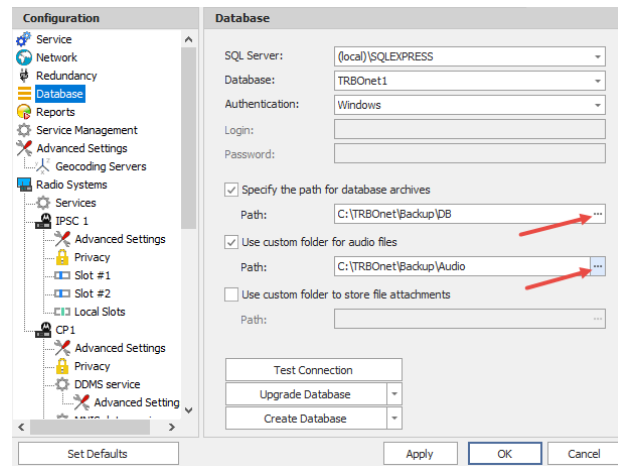 Configuration
Service
Network
Redundancy
Database
Reports
Service Management
Advanced Settings
Geocoding Servers
Radio Systems
Services
IPSC 1
Advanced Settings
Privacy
Slot #1
Slot #2
Local Slots
CP1
Advanced Settings
Privacy
DDMS service
Advanced Setting
Set Defaults
Database
SQL Server: (local)\SQLEXPRESS
Database: TRBOnet1
Authentication: Windows
Login:
Password:
Specify the path for database archives
Path: C:\TRBOnet\Backup\DB ...
Use custom folder for audio files
Path: C:\TRBOnet\Backup\Audio ...
Use custom folder to store file attachments
Path: ...
Test Connection
Upgrade Database
Create Database
Apply OK Cancel